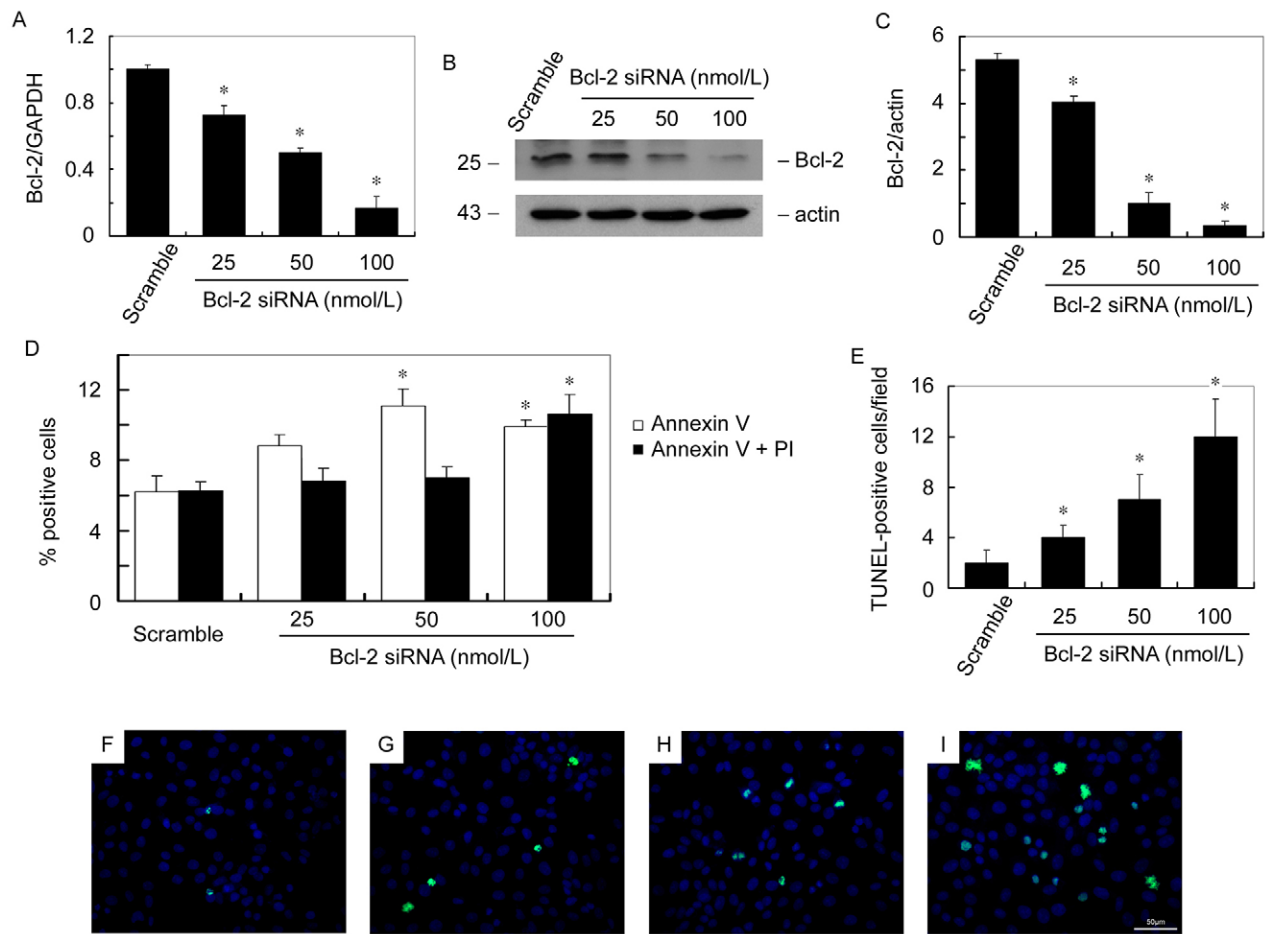 A
1.2
0.8
0.4
0
Bcl-2/GAPDH
*
*
*
Scramble
25 50 100
Bcl-2 siRNA (nmol/L)
B
Scramble
Bcl-2 siRNA (nmol/L)
25 50 100
25 – – Bcl-2
43 – – actin
C
6
4
2
0
Bcl-2/actin
*
*
*
Scramble
25 50 100
Bcl-2 siRNA (nmol/L)
D
12
8
4
0
% positive cells
*
*
*
Annexin V
Annexin V + PI
Scramble
25 50 100
Bcl-2 siRNA (nmol/L)
E
16
12
8
4
0
TUNEL-positive cells/field
*
*
*
Scramble
25 50 100
Bcl-2 siRNA (nmol/L)
F
G
H
I
50μm